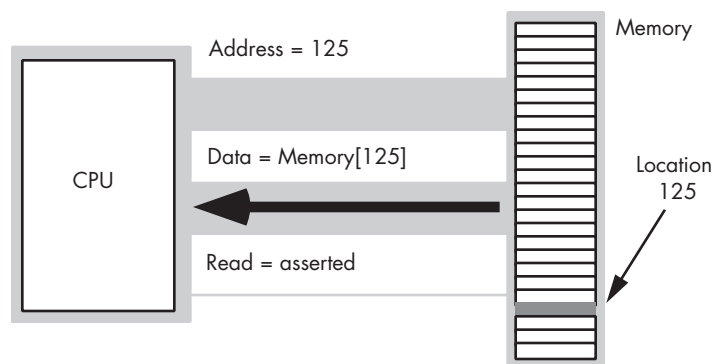 Address = 125
Memory
Data = Memory[125]
CPU
Location
125
Read = asserted